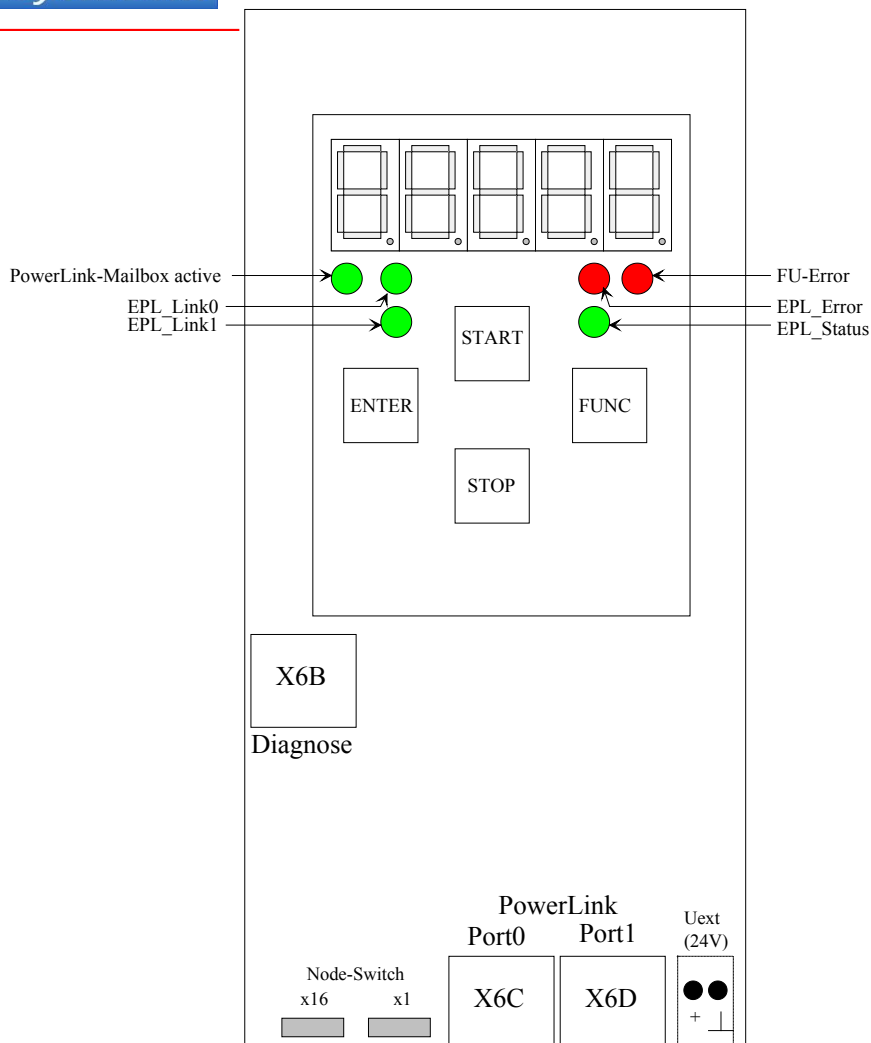 PowerLink-Mailbox active
EPL_Link0
EPL_Link1
FU-Error
EPL_Error
EPL_Status
START
ENTER
FUNC
STOP
X6B
Diagnose
PowerLink
Port0
Port1
Uext
(24V)
Node-Switch
x16
x1
X6C
X6D
+